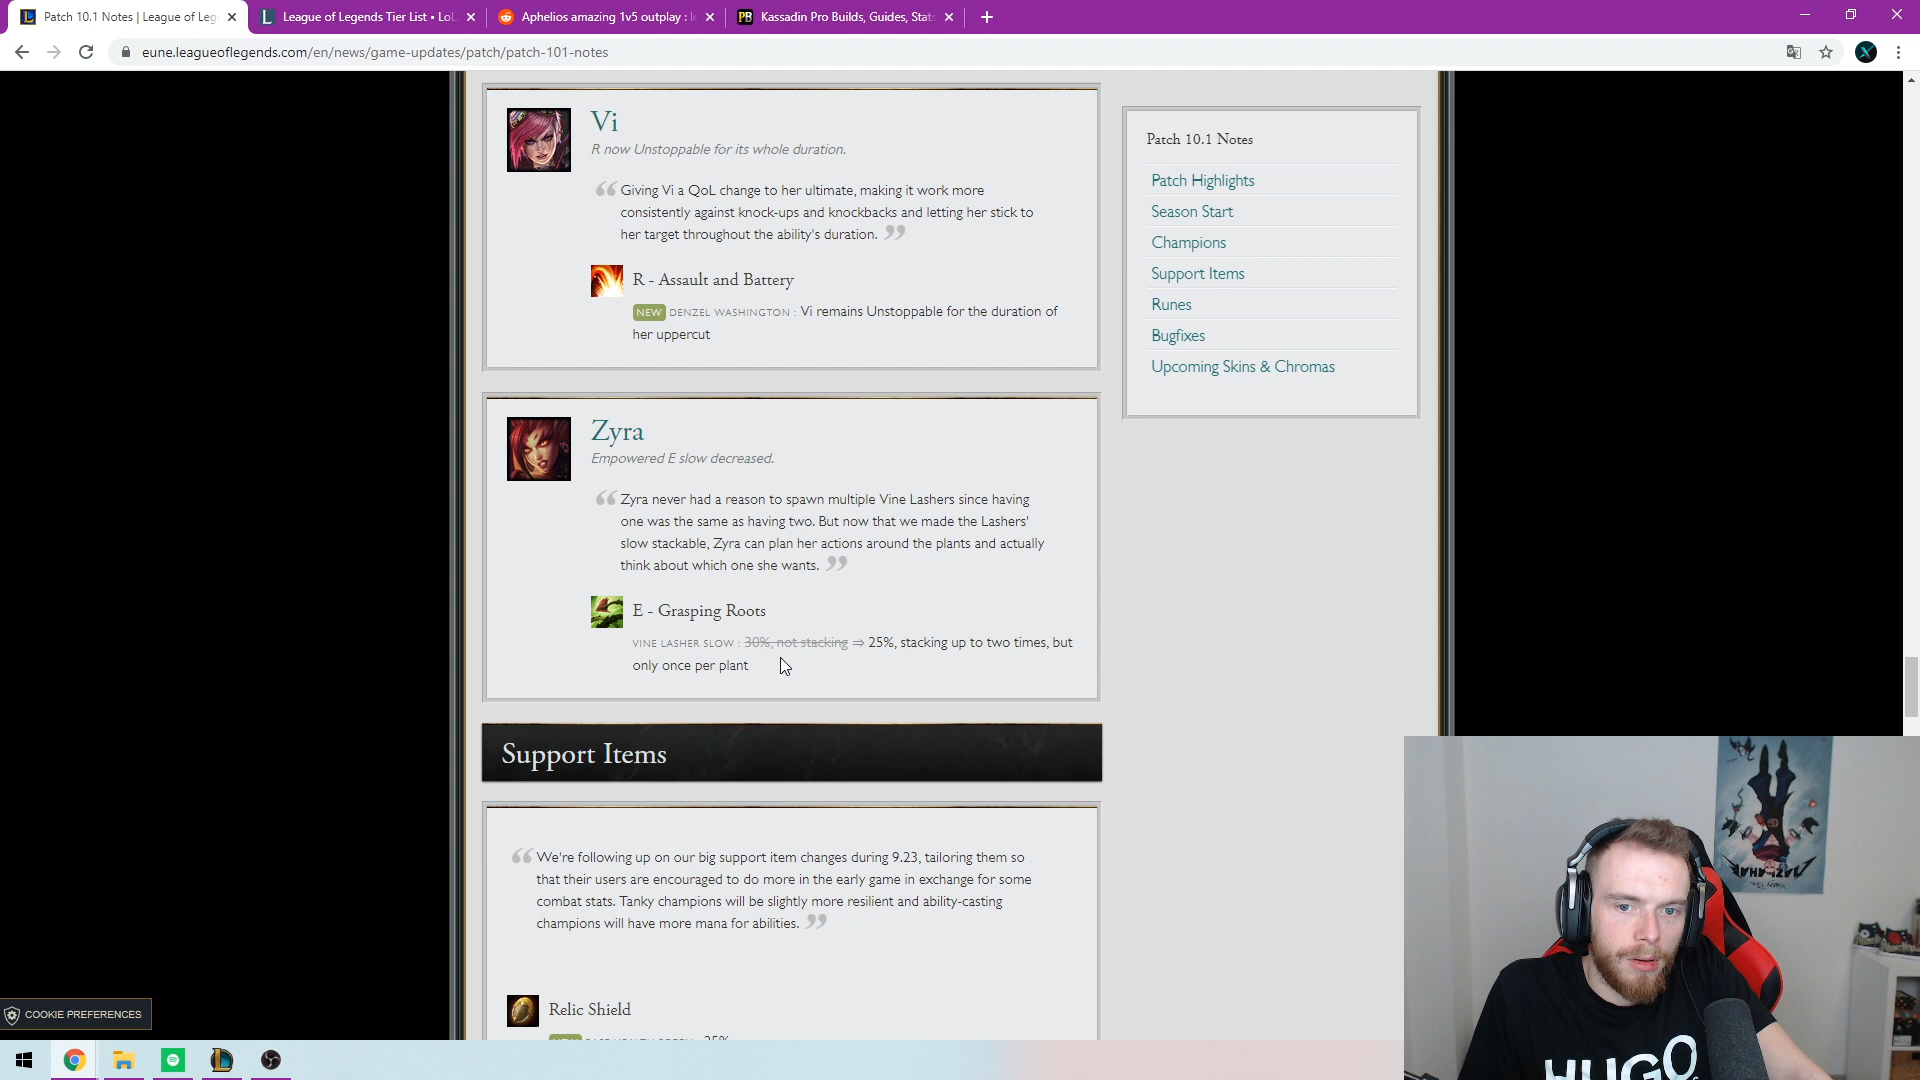 Patch 10.1 Notes | League of Leg
League of Legends Tier List • LoL
Aphelios amazing 1v5 outplay : le
Kassadin Pro Builds, Guides, Stats
eune.leagueoflegends.com/en/news/game-updates/patch/patch-101-notes
Vi
R now Unstoppable for its whole duration.
Giving Vi a QoL change to her ultimate, making it work more
consistently against knock-ups and knockbacks and letting her stick to
her target throughout the ability's duration.
R - Assault and Battery
NEW DENZEL WASHINGTON : Vi remains Unstoppable for the duration of
her uppercut
Zyra
Empowered E slow decreased.
Zyra never had a reason to spawn multiple Vine Lashers since having
one was the same as having two. But now that we made the Lashers'
slow stackable, Zyra can plan her actions around the plants and actually
think about which one she wants.
E - Grasping Roots
VINE LASHER SLOW : 30%, not stacking ⇒ 25%, stacking up to two times, but
only once per plant
Support Items
We're following up on our big support item changes during 9.23, tailoring them so
that their users are encouraged to do more in the early game in exchange for some
combat stats. Tanky champions will be slightly more resilient and ability-casting
champions will have more mana for abilities.
Relic Shield
Patch 10.1 Notes
Patch Highlights
Season Start
Champions
Support Items
Runes
Bugfixes
Upcoming Skins & Chromas
COOKIE PREFERENCES
HUGO